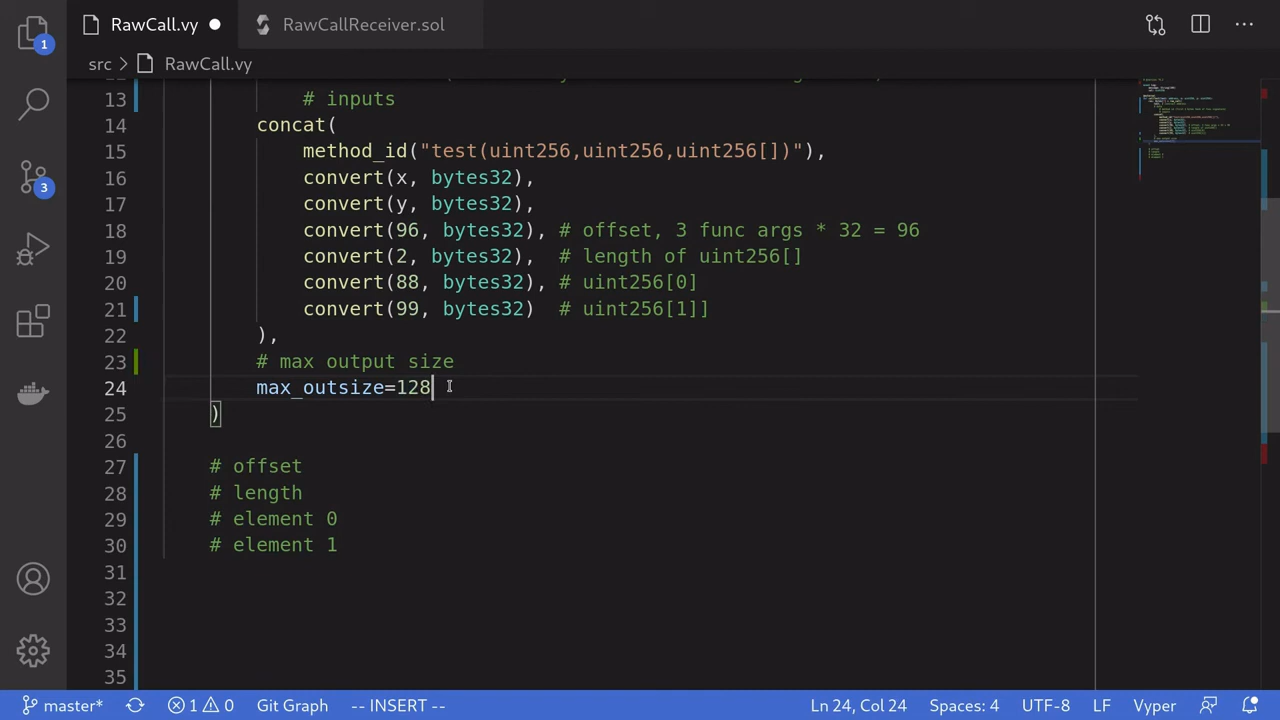 RawCall.vy
RawCallReceiver.sol
src > RawCall.vy
1
3
13 # inputs
14 concat(
15 method_id("test(uint256,uint256,uint256[])"),
16 convert(x, bytes32),
17 convert(y, bytes32),
18 convert(96, bytes32), # offset, 3 func args * 32 = 96
19 convert(2, bytes32),  # length of uint256[]
20 convert(88, bytes32), # uint256[0]
21 convert(99, bytes32)  # uint256[1]]
22 ),
23 # max output size
24 max_outsize=128
25 )
26
27 # offset
28 # length
29 # element 0
30 # element 1
31
32
33
34
35
master* 1 0 Git Graph -- INSERT -- Ln 24, Col 24 Spaces: 4 UTF-8 LF Vyper